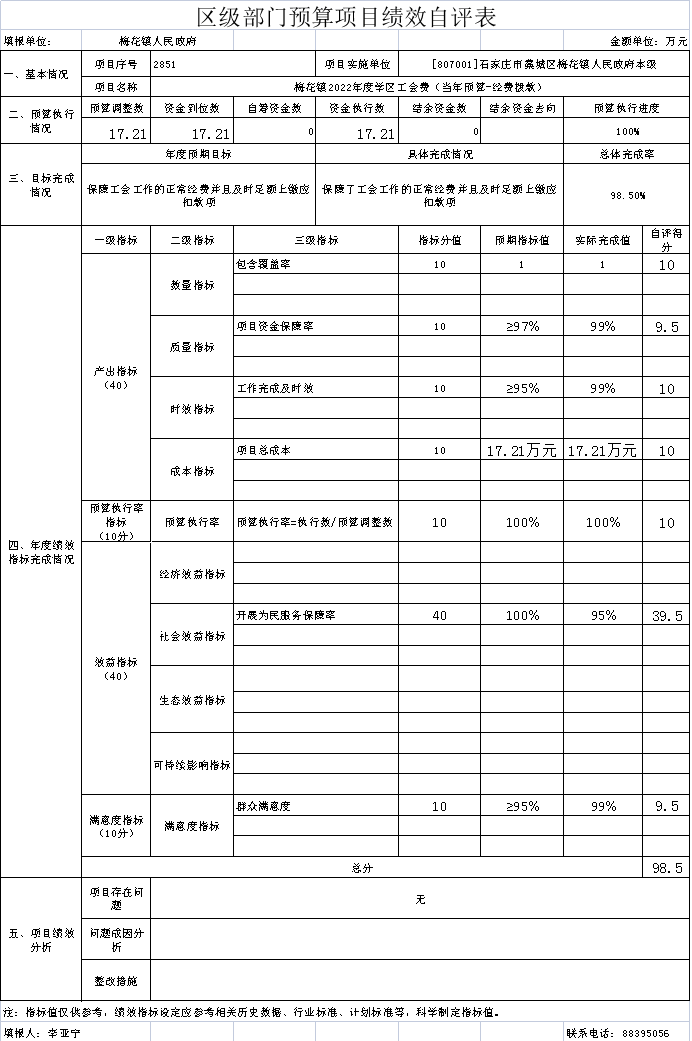 区级部门预算项目绩效自评表
填报单位: 梅花镇人民政府 金额单位：万元
一、基本情况 项目序号 2851 项目实施单位 [807001]石家庄市藁城区梅花镇人民政府本级
项目名称 梅花镇2022年度学区工会费（当年预算-经费拨款）
二、预算执行情况 预算调整数 资金到位数 自筹资金数 资金执行数 结余资金数 结余资金去向 预算执行进度
17.21 17.21 0 17.21 0 100%
三、目标完成情况 年度预期目标 具体完成情况 总体完成率
保障工会工作的正常经费并且及时足额上缴应扣款项 保障了工会工作的正常经费并且及时足额上缴应扣款项 98.50%
四、年度绩效指标完成情况 一级指标 二级指标 三级指标 指标分值 预期指标值 实际完成值 自评得分
产出指标（40） 数量指标 包含覆盖率 10 1 1 10
质量指标 项目资金保障率 10 ≥97% 99% 9.5
时效指标 工作完成及时效 10 ≥95% 99% 10
成本指标 项目总成本 10 17.21万元 17.21万元 10
预算执行率指标（10分） 预算执行率 预算执行率=执行数/预算调整数 10 100% 100% 10
效益指标（40） 经济效益指标
社会效益指标 开展为民服务保障率 40 100% 95% 39.5
生态效益指标
可持续影响指标
满意度指标（10分） 满意度指标 群众满意度 10 ≥95% 99% 9.5
总分 98.5
五、项目绩效分析 项目存在问题 无
问题成因分析
整改措施
注：指标值仅供参考，绩效指标设定应参考相关历史数据、行业标准、计划标准等，科学制定指标值。
填报人：李亚宁 联系电话：88395056